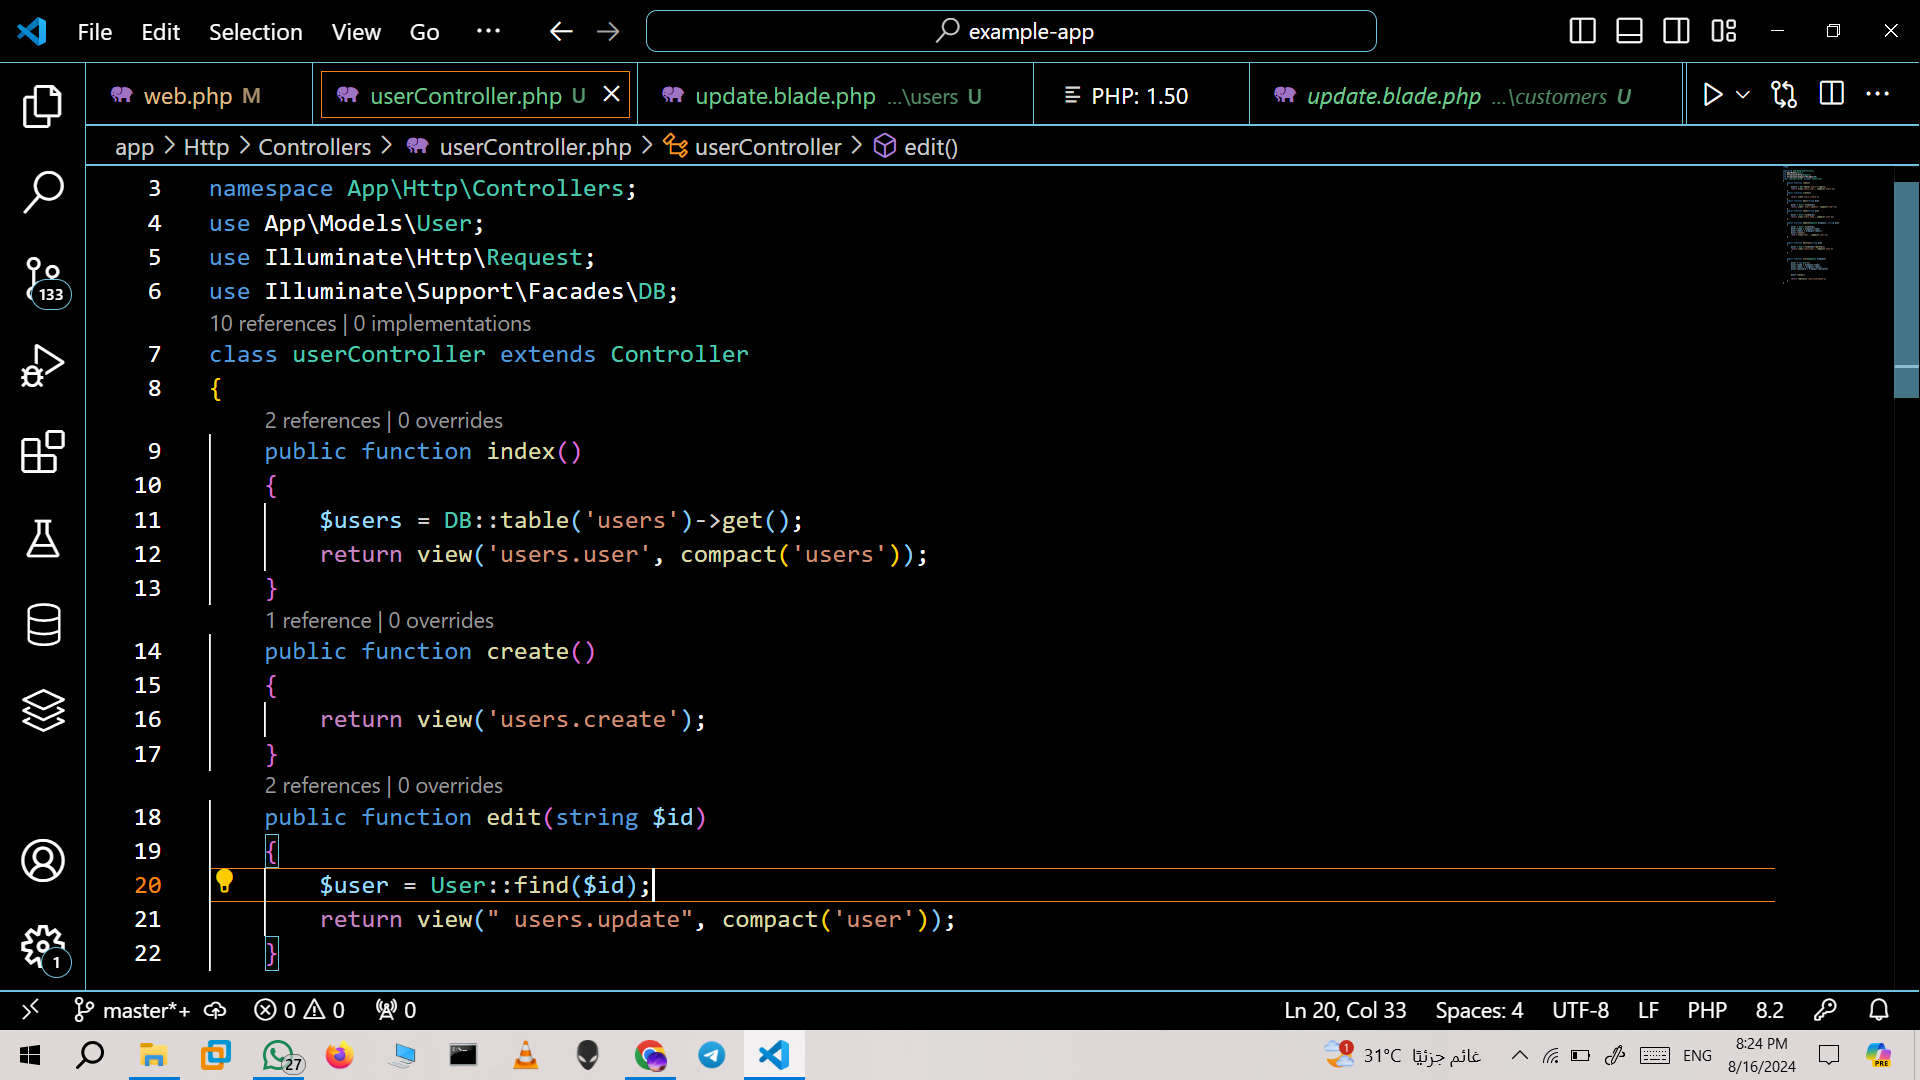 File Edit Selection View Go ··· example-app
web.php M userController.php U update.blade.php ...\users U PHP: 1.50 update.blade.php ...\customers U
app > Http > Controllers > userController.php > userController > edit()
3 namespace App\Http\Controllers;
4 use App\Models\User;
5 use Illuminate\Http\Request;
6 use Illuminate\Support\Facades\DB;
10 references | 0 implementations
7 class userController extends Controller
8 {
2 references | 0 overrides
9 public function index()
10 {
11 $users = DB::table('users')->get();
12 return view('users.user', compact('users'));
13 }
1 reference | 0 overrides
14 public function create()
15 {
16 return view('users.create');
17 }
2 references | 0 overrides
18 public function edit(string $id)
19 {
20 $user = User::find($id);
21 return view(" users.update", compact('user'));
22 }
133
1
master*+ 0 0 0 Ln 20, Col 33 Spaces: 4 UTF-8 LF PHP 8.2
27 1 31°C غائم جزئيًا ENG 8:24 PM
8/16/2024
PRE